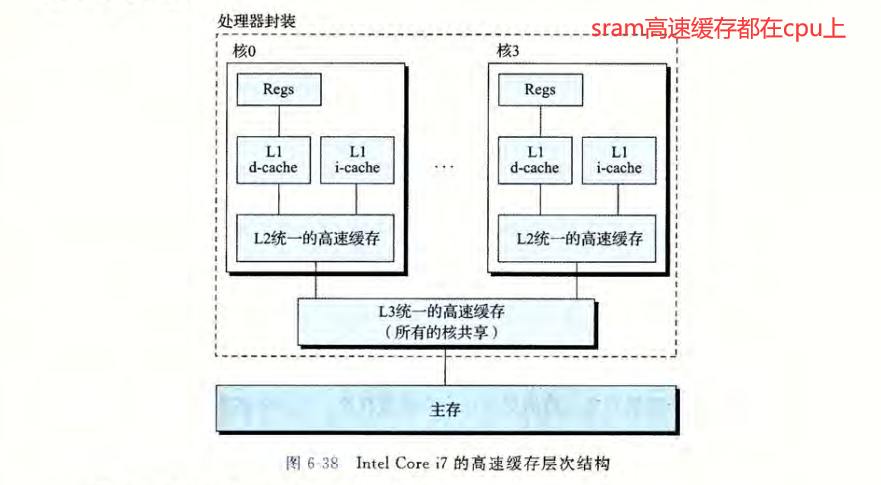 处理器封装
sram高速缓存都在cpu上
核0
核3
Regs
Regs
L1
d-cache
L1
i-cache
...
L1
d-cache
L1
i-cache
L2统一的高速缓存
L2统一的高速缓存
L3统一的高速缓存
（所有的核共享）
主存
图 6-38 Intel Core i7 的高速缓存层次结构